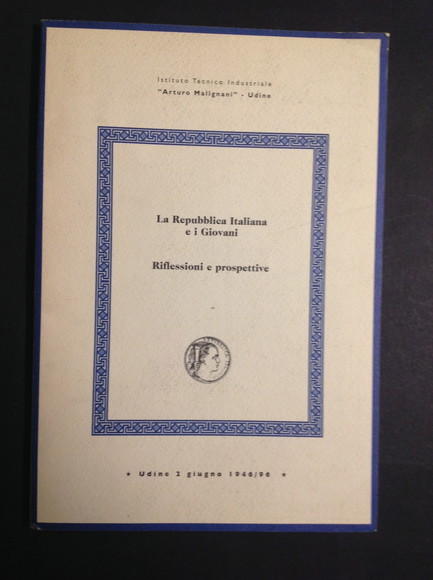 Istituto Tecnico Industriale
"Arturo Malignani" - Udine
La Repubblica Italiana
e i Giovani
Riflessioni e prospettive
★ Udine 2 giugno 1946/96 ★